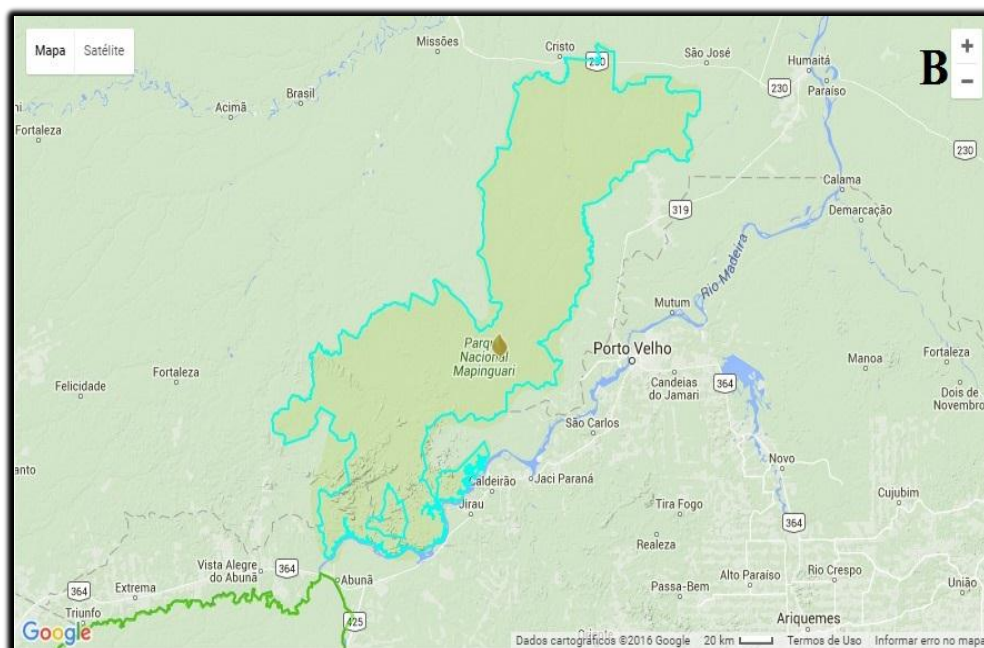 Mapa Satélite
B
+
−
Missões
Cristo
230
São José
Humaitá
Paraíso
230
Brasil
Acimã
Fortaleza
230
Calama
Demarcação
319
Rio Madeira
Mutum
Parque
Nacional
Mapinguari
Porto Velho
Manoa
Fortaleza
Felicidade
Fortaleza
Candeias
do Jamari
364
Dois de
Novembro
São Carlos
Novo
Jaci Paraná
Caldeirão
Jirau
Cujubim
Tira Fogo
364
Realeza
Vista Alegre
do Abunã
364
Abunã
Extrema
364
Triunfo
425
Passa-Bem
Alto Paraíso
Rio Crespo
União
Ariquemes
Google
Dados cartográficos ©2016 Google 20 km Termos de Uso Informar erro no mapa